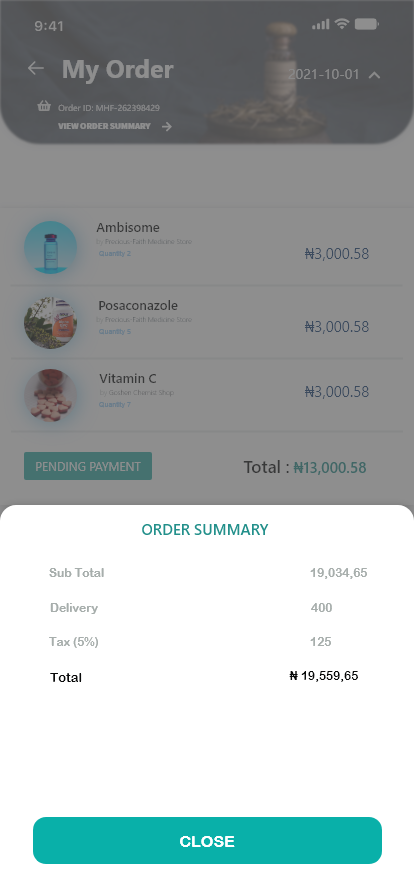 9:41
My Order
2021-10-01
Order ID: MHF-262398429
VIEW ORDER SUMMARY
Ambisome
By Precious Faith Medicine Store
Quantity 2
₦3,000.58
Posaconazole
By Precious Faith Medicine Store
₦3,000.58
Vitamin C
By Goshen Chemist Shop
Quantity 7
₦3,000.58
PENDING PAYMENT
Total : ₦13,000.58
ORDER SUMMARY
Sub Total 19,034,65
Delivery 400
Tax (5%) 125
Total ₦ 19,559,65
CLOSE